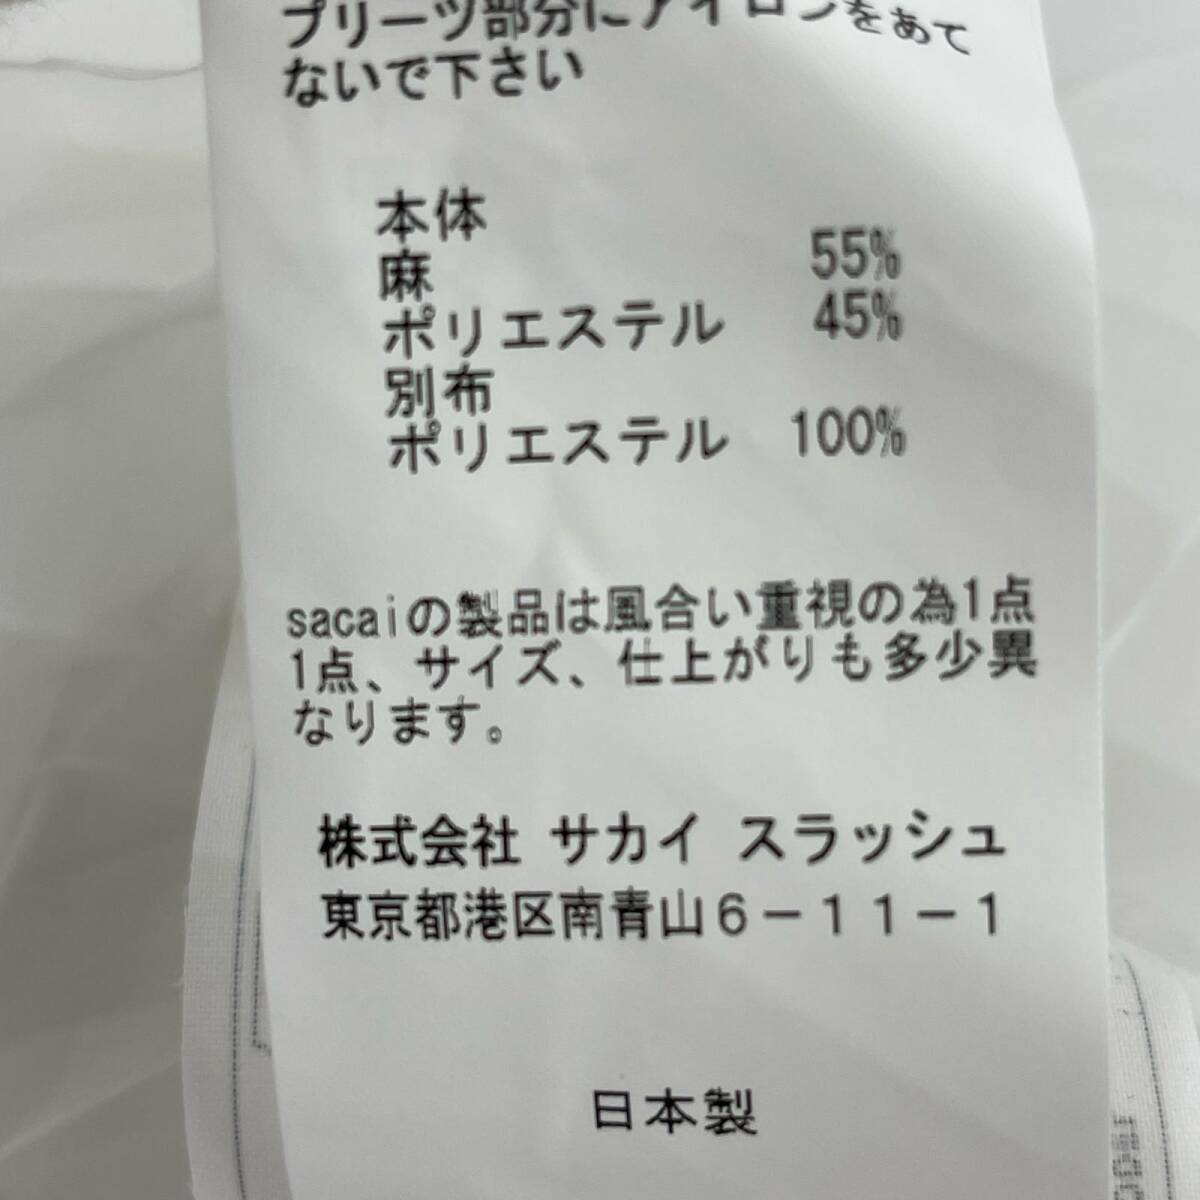 プリーツ部分にアイロンをあて
ないで下さい
本体
麻 55%
ポリエステル 45%
別布
ポリエステル 100%
sacaiの製品は風合い重視の為1点
1点、サイズ、仕上がりも多少異
なります。
株式会社 サカイ スラッシュ
東京都港区南青山6－11－1
日本製